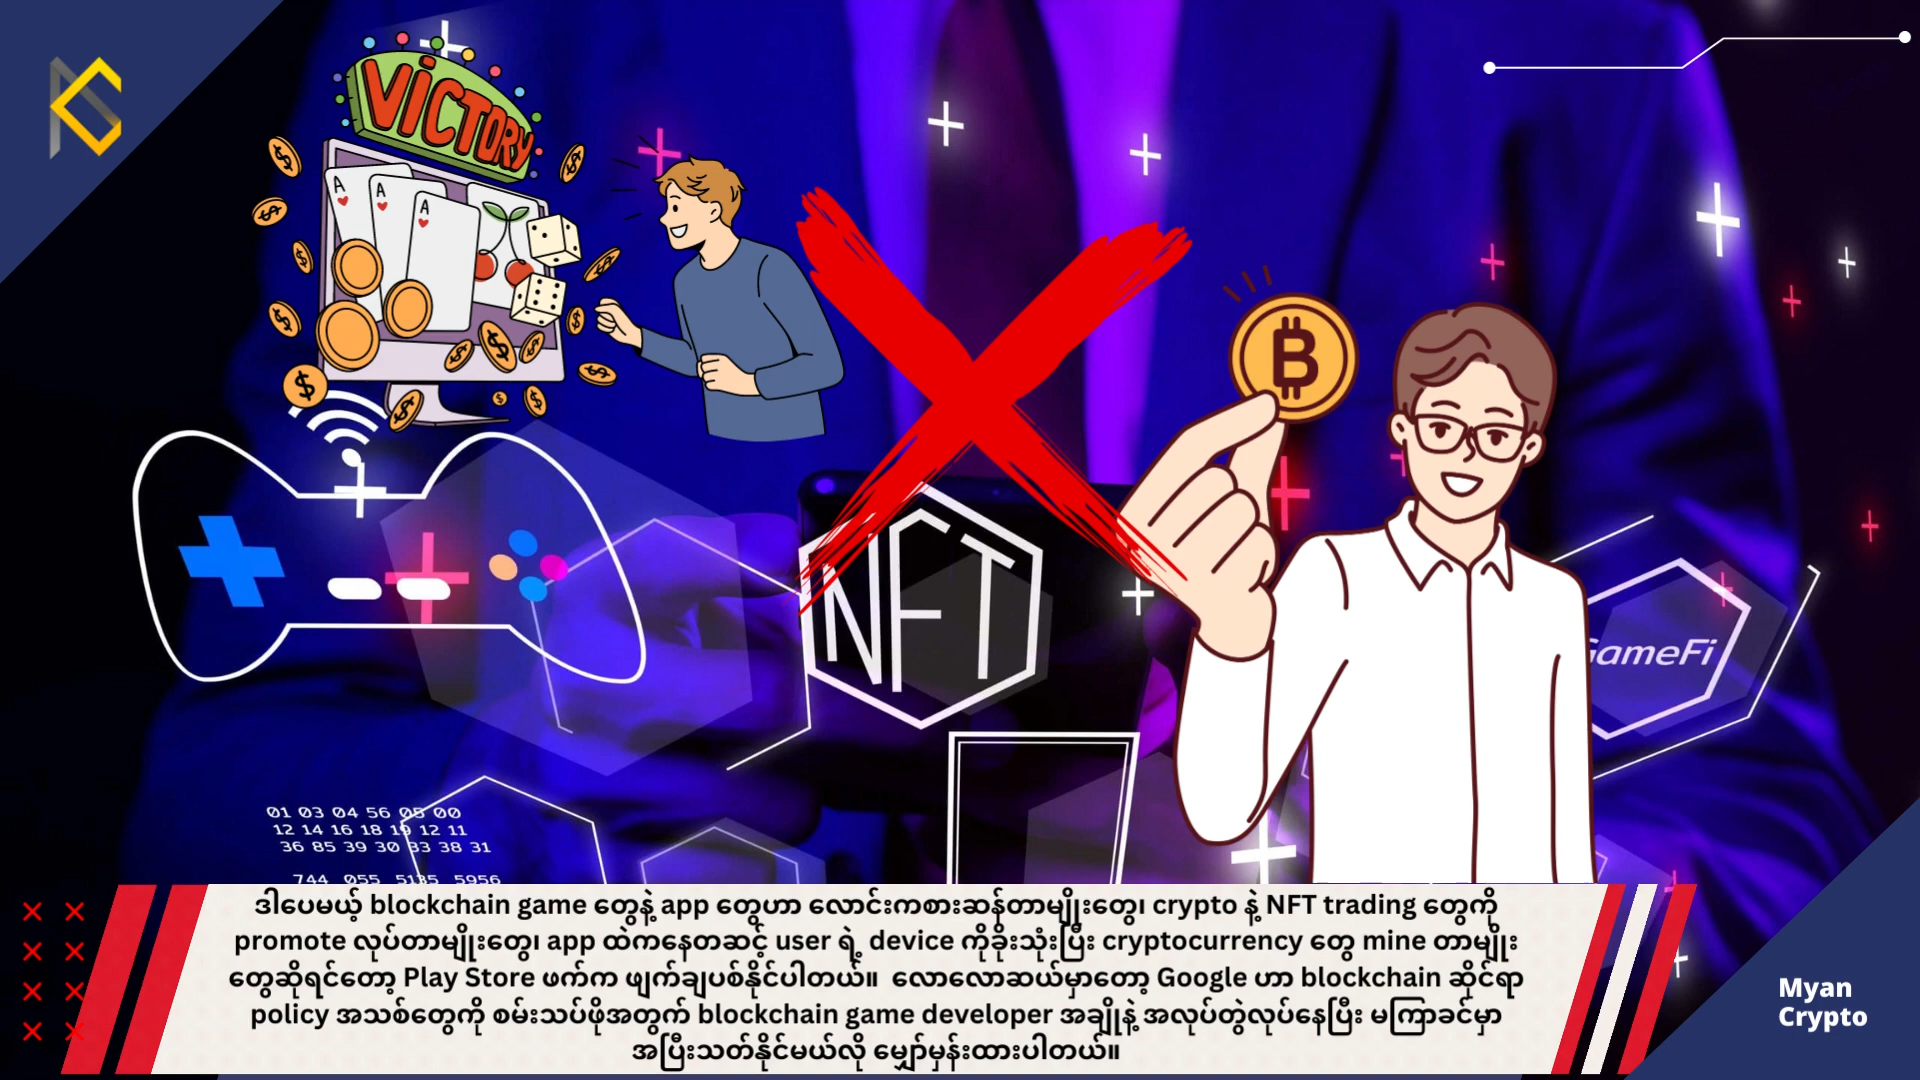 VICTORY
A
A
A
B
NFT
GameFi
01 03 04 56 05 00
12 14 16 18 19 12 11
36 85 39 30 33 38 31
744 055 5135 5956
ဒါပေမယ့် blockchain game တွေနဲ့ app တွေဟာ လောင်းကစားဆန်တာမျိုးတွေ၊ crypto နဲ့ NFT trading တွေကို
promote လုပ်တာမျိုးတွေ၊ app ထဲကနေတဆင့် user ရဲ့ device ကိုခိုးသုံးပြီး cryptocurrency တွေ mine တာမျိုး
တွေဆိုရင်တော့ Play Store ဖက်က ဖျက်ချပစ်နိုင်ပါတယ်။ လောလောဆယ်မှာတော့ Google ဟာ blockchain ဆိုင်ရာ
policy အသစ်တွေကို စမ်းသပ်ဖို့အတွက် blockchain game developer အချို့နဲ့ အလုပ်တွဲလုပ်နေပြီး မကြာခင်မှာ
အပြီးသတ်နိုင်မယ်လို့ မျှော်မှန်းထားပါတယ်။
Myan
Crypto